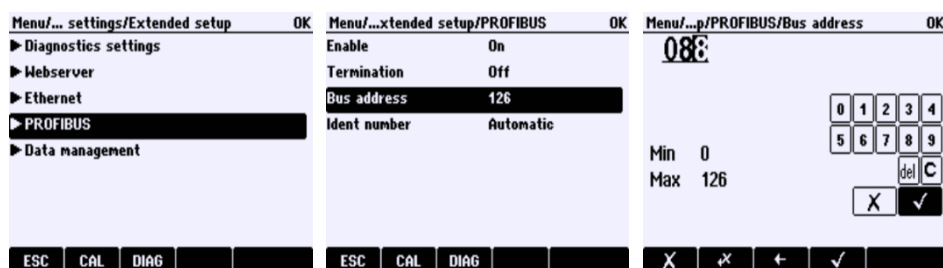 Menu/... settings/Extended setup OK
Diagnostics settings
Webserver
Ethernet
PROFIBUS
Data management
ESC CAL DIAG
Menu/...xtended setup/PROFIBUS OK
Enable On
Termination Off
Bus address 126
Ident number Automatic
ESC CAL DIAG
Menu/...p/PROFIBUS/Bus address OK
088
0 1 2 3 4
5 6 7 8 9
Min 0
del C
Max 126
X ✓
X ↶X ← ✓